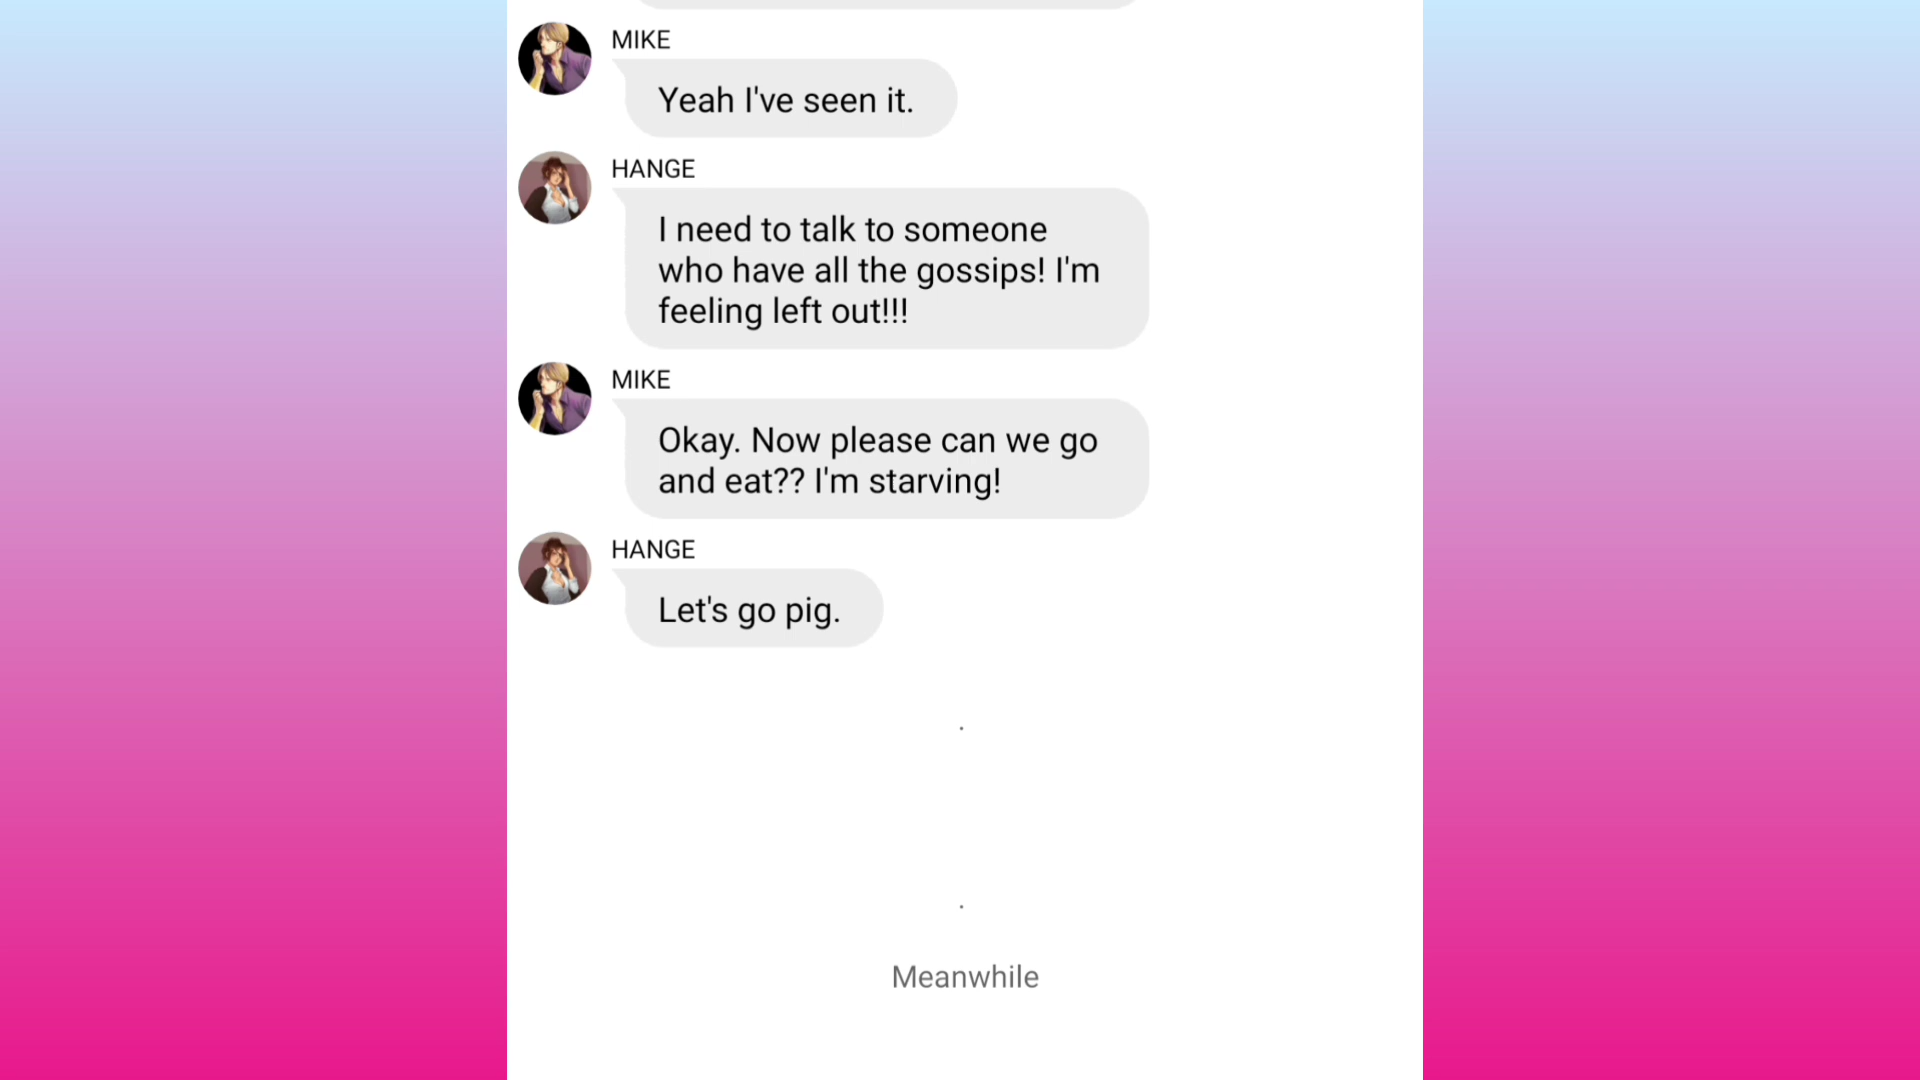 MIKE
Yeah I've seen it.
HANGE
I need to talk to someone
who have all the gossips! I'm
feeling left out!!!
MIKE
Okay. Now please can we go
and eat?? I'm starving!
HANGE
Let's go pig.
.
.
Meanwhile